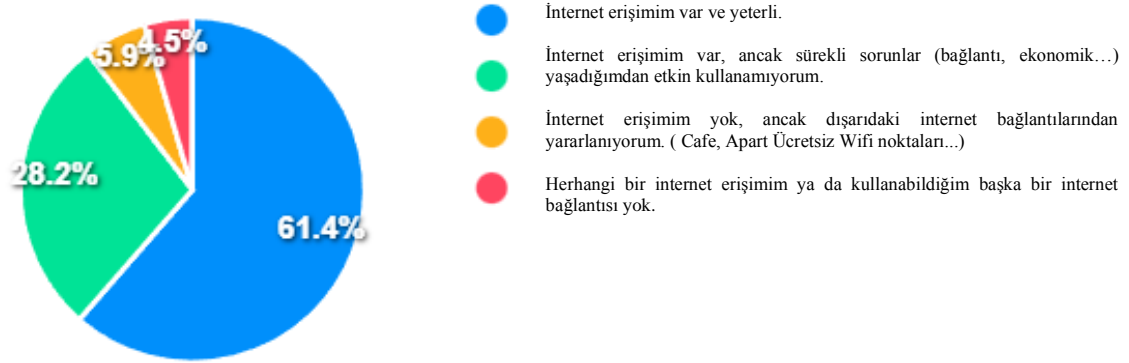 4.5%
5.9%
28.2%
61.4%
İnternet erişimim var ve yeterli.
İnternet erişimim var, ancak sürekli sorunlar (bağlantı, ekonomik…)
yaşadığımdan etkin kullanamıyorum.
İnternet erişimim yok, ancak dışarıdaki internet bağlantılarından
yararlanıyorum. ( Cafe, Apart Ücretsiz Wifi noktaları...)
Herhangi bir internet erişimim ya da kullanabildiğim başka bir internet
bağlantısı yok.